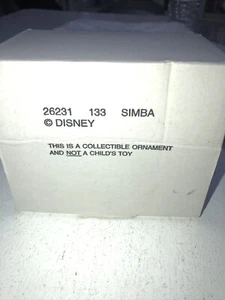 26231 133 SIMBA
© DISNEY
THIS IS A COLLECTIBLE ORNAMENT
AND NOT A CHILD'S TOY